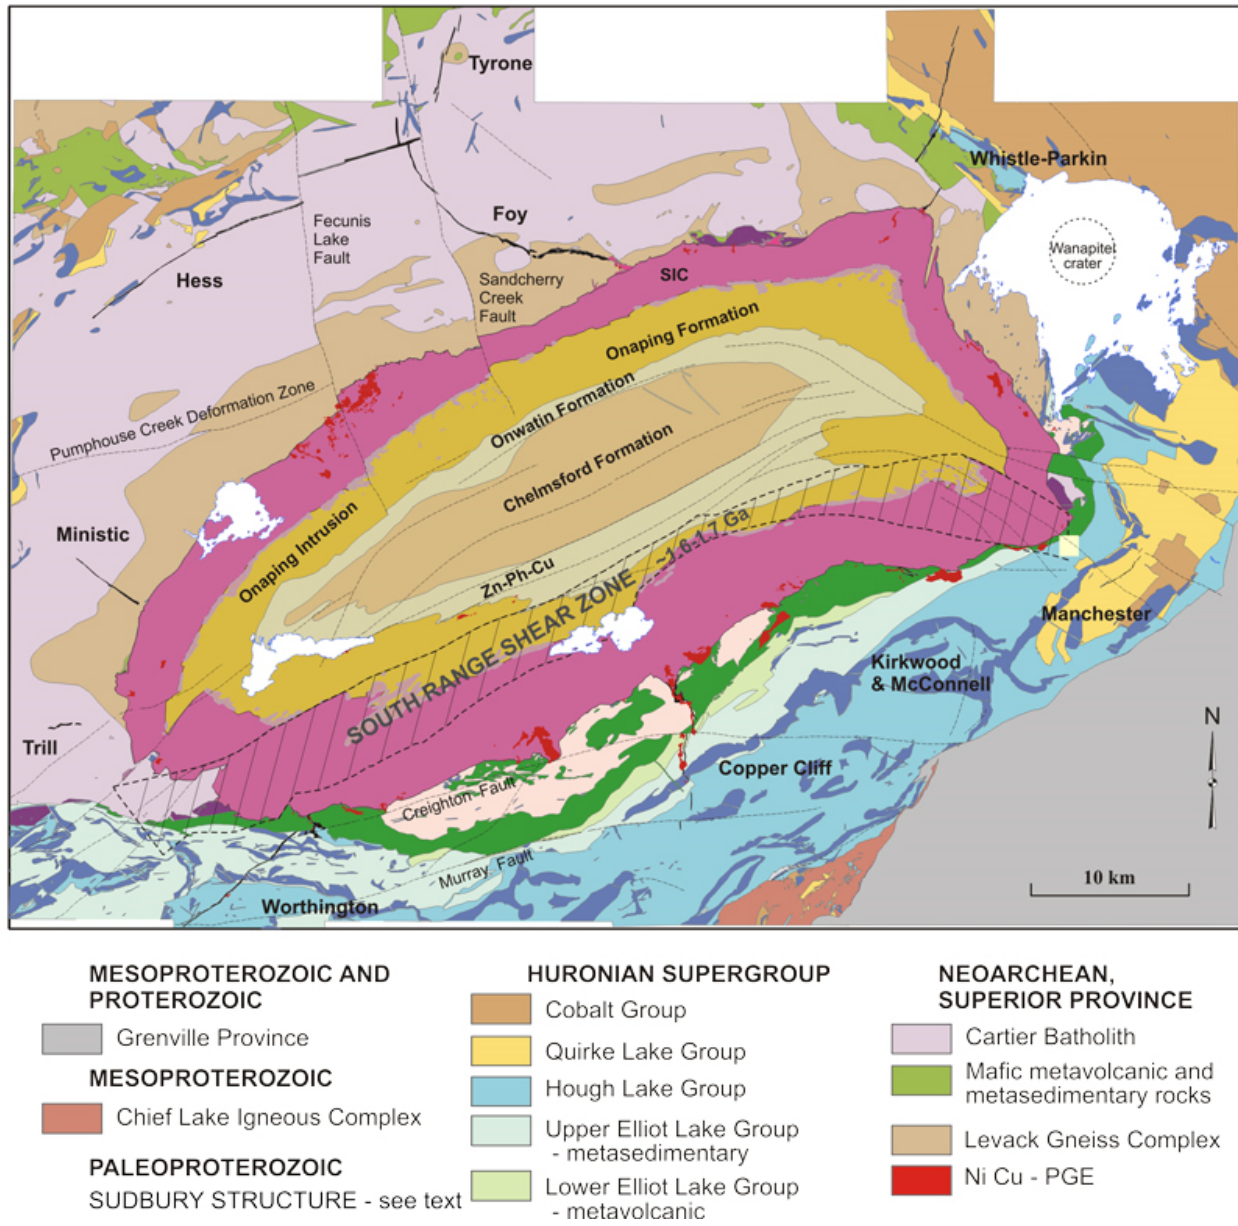 Tyrone
Whistle-Parkin
Foy
Fecunis
Lake
Fault
Wanapitei
crater
Hess
SIC
Sandcherry
Creek
Fault
Onaping Formation
Onwatin Formation
Pumphouse Creek Deformation Zone
Chelmsford Formation
Ministic
Onaping Intrusion
Zn-Ph-Cu
SOUTH RANGE SHEAR ZONE ~1.6-1.7 Ga
Manchester
Kirkwood
& McConnell
Trill
N
Copper Cliff
Creighton Fault
Murray Fault
10 km
Worthington
MESOPROTEROZOIC AND
PROTEROZOIC
Grenville Province
MESOPROTEROZOIC
Chief Lake Igneous Complex
PALEOPROTEROZOIC
SUDBURY STRUCTURE - see text
HURONIAN SUPERGROUP
Cobalt Group
Quirke Lake Group
Hough Lake Group
Upper Elliot Lake Group
- metasedimentary
Lower Elliot Lake Group
- metavolcanic
NEOARCHEAN,
SUPERIOR PROVINCE
Cartier Batholith
Mafic metavolcanic and
metasedimentary rocks
Levack Gneiss Complex
Ni Cu - PGE